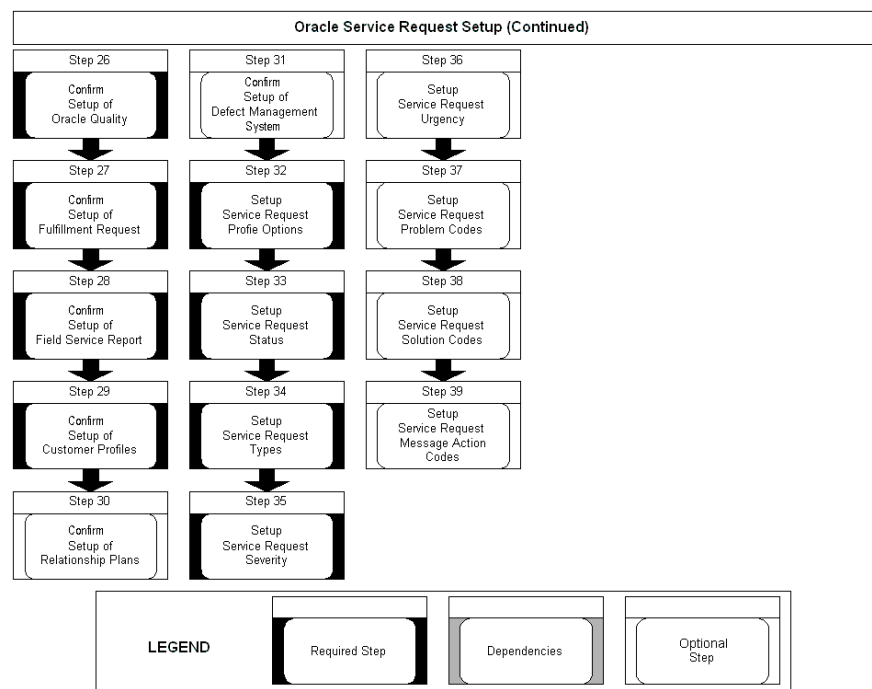 Oracle Service Request Setup (Continued)
Step 26
Confirm
Setup of
Oracle Quality
Step 27
Confirm
Setup of
Fulfillment Request
Step 28
Confirm
Setup of
Field Service Report
Step 29
Confirm
Setup of
Customer Profiles
Step 30
Confirm
Setup of
Relationship Plans
Step 31
Confirm
Setup of
Defect Management
System
Step 32
Setup
Service Request
Profie Options
Step 33
Setup
Service Request
Status
Step 34
Setup
Service Request
Types
Step 35
Setup
Service Request
Severity
Step 36
Setup
Service Request
Urgency
Step 37
Setup
Service Request
Problem Codes
Step 38
Setup
Service Request
Solution Codes
Step 39
Setup
Service Request
Message Action
Codes
LEGEND
Required Step
Dependencies
Optional
Step